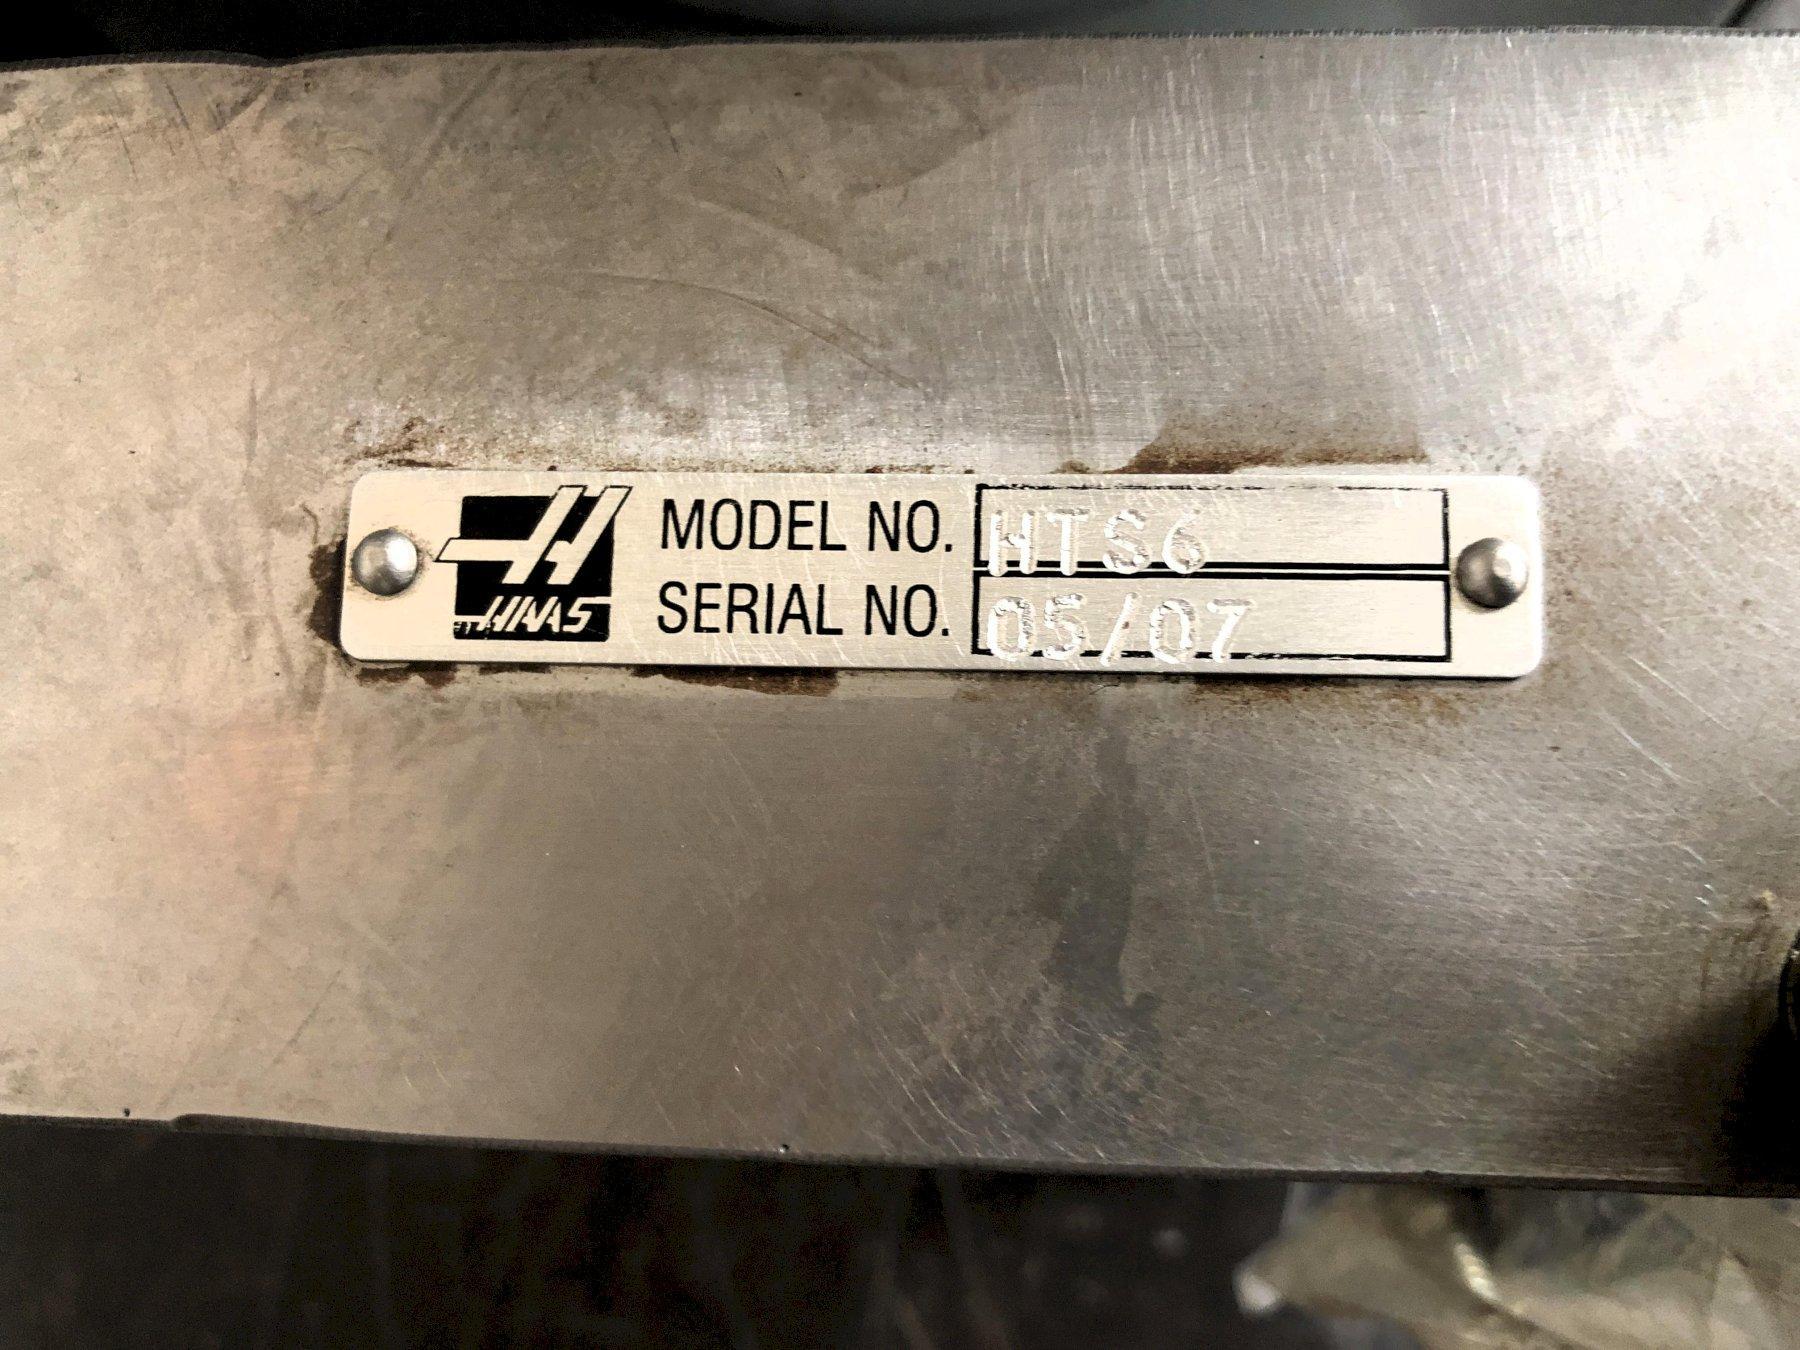 MODEL NO. HTS6
SERIAL NO. 05/07
HAAS